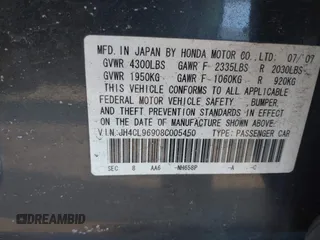 MFD. IN JAPAN BY HONDA MOTOR CO., LTD. 07/07
GVWR 4300LBS GAWR F 2335LBS R 2030LBS
GVWR 1950KG GAWR F 1060KG R 920KG
THIS VEHICLE CONFORMS TO ALL APPLICABLE
FEDERAL MOTOR VEHICLE SAFETY, BUMPER,
AND THEFT PREVENTION STANDARDS IN
EFFECT ON THE DATE OF
MANUFACTURE SHOWN ABOVE.
V.I.N: JH4CL96908C005450 TYPE: PASSENGER CAR
SEC 8 AA6 -NH658P -A -C
DREAMBID